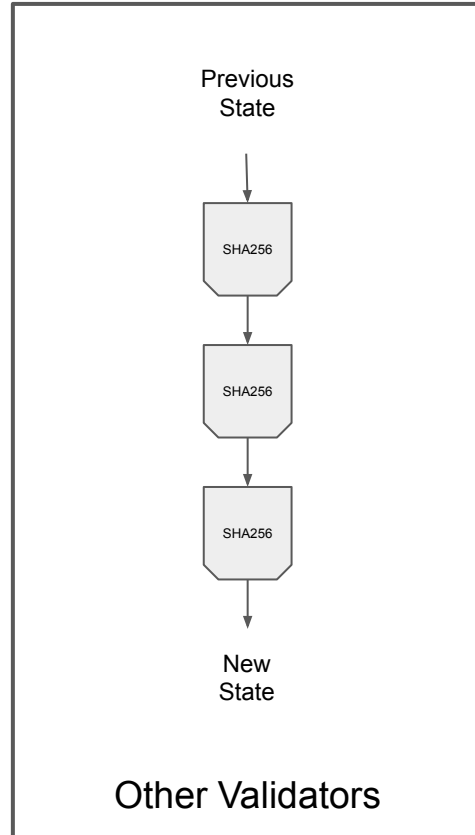 Previous
State
SHA256
SHA256
SHA256
New
State
Other Validators